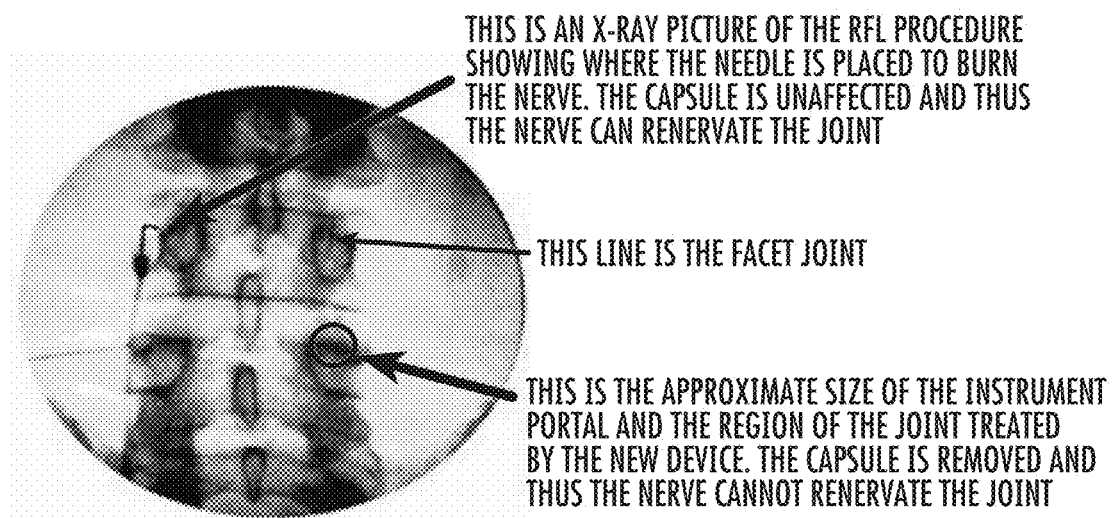 THIS IS AN X-RAY PICTURE OF THE RFL PROCEDURE
SHOWING WHERE THE NEEDLE IS PLACED TO BURN
THE NERVE. THE CAPSULE IS UNAFFECTED AND THUS
THE NERVE CAN RENERVATE THE JOINT
THIS LINE IS THE FACET JOINT
THIS IS THE APPROXIMATE SIZE OF THE INSTRUMENT
PORTAL AND THE REGION OF THE JOINT TREATED
BY THE NEW DEVICE. THE CAPSULE IS REMOVED AND
THUS THE NERVE CANNOT RENERVATE THE JOINT